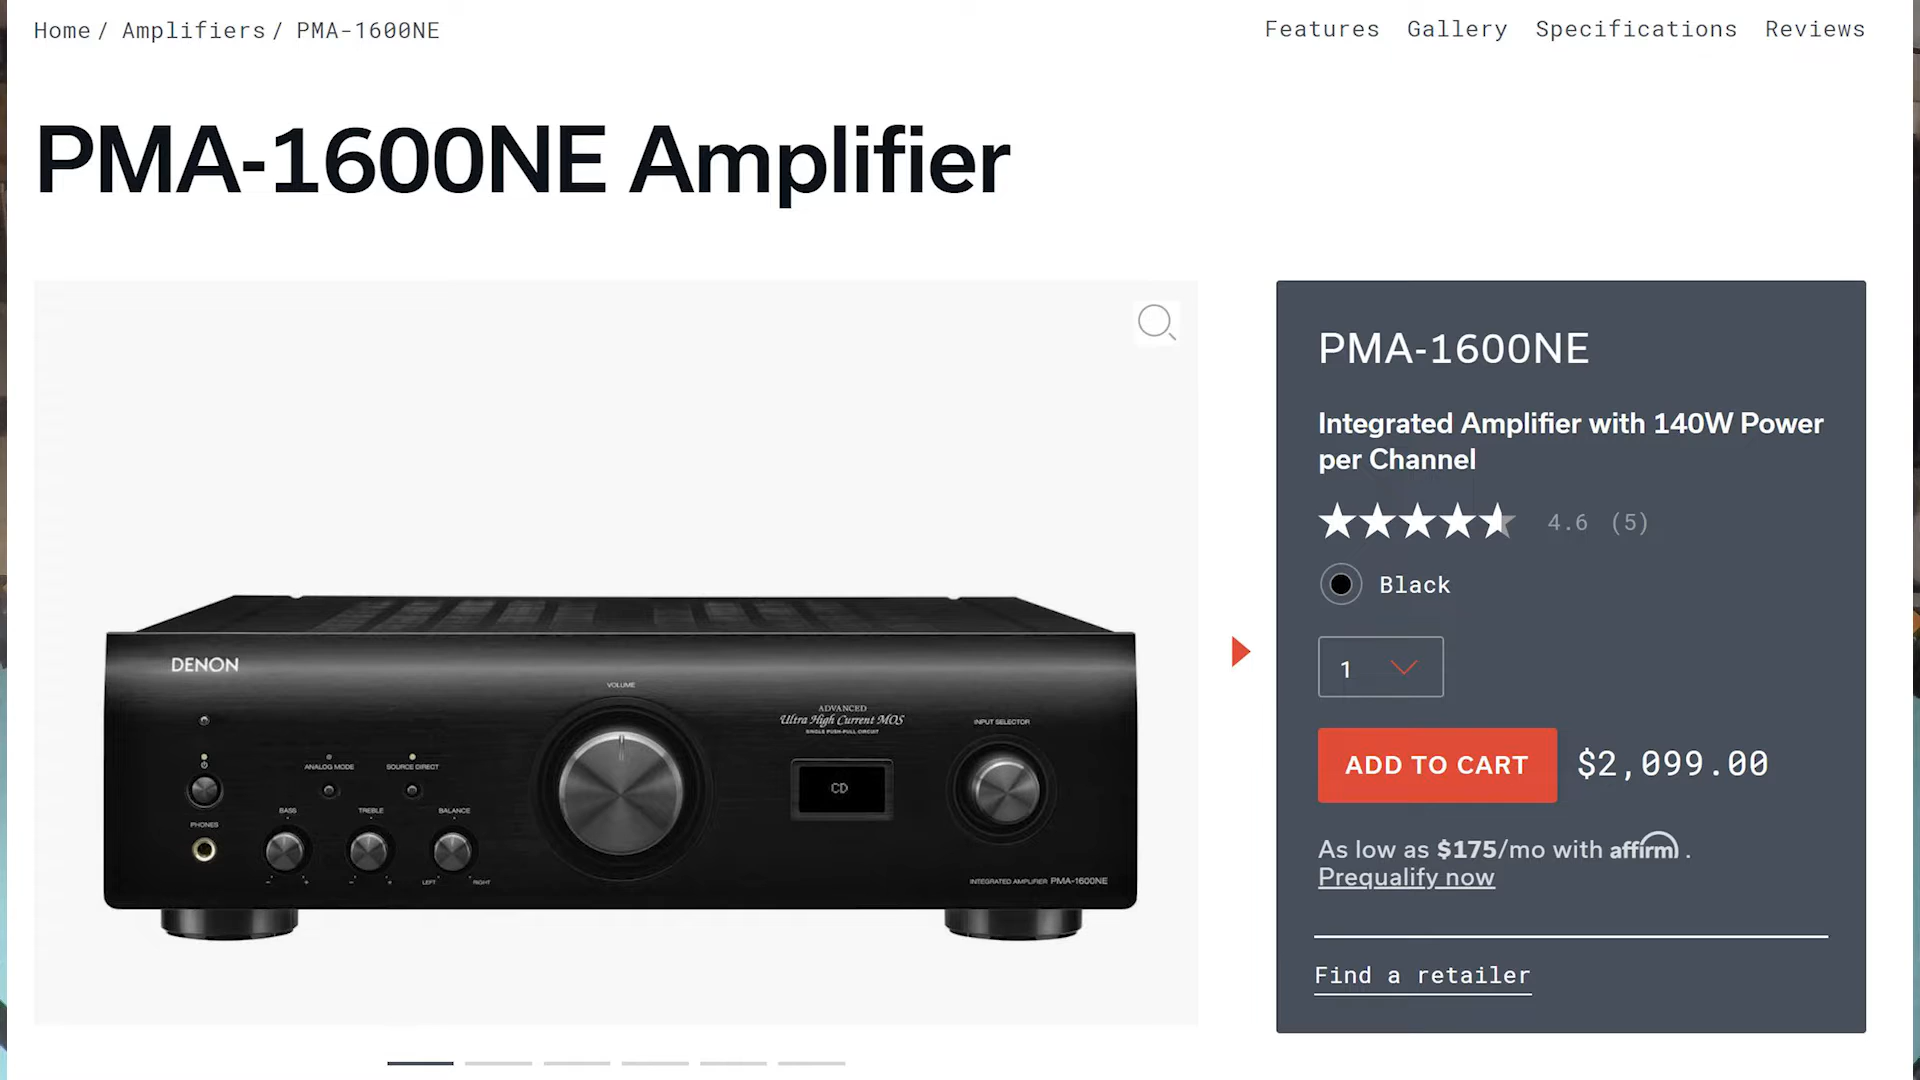 Home / Amplifiers / PMA-1600NE
Features Gallery Specifications Reviews
PMA-1600NE Amplifier
DENON
VOLUME
ADVANCED
Ultra High Current MOS
SINGLE PUSH-PULL CIRCUIT
INPUT SELECTOR
ANALOG MODE
SOURCE DIRECT
CD
BASS
TREBLE
BALANCE
PHONES
- + - + LEFT RIGHT
INTEGRATED AMPLIFIER PMA-1600NE
PMA-1600NE
Integrated Amplifier with 140W Power
per Channel
4.6 (5)
Black
1
ADD TO CART $2,099.00
As low as $175/mo with affirm.
Prequalify now
Find a retailer